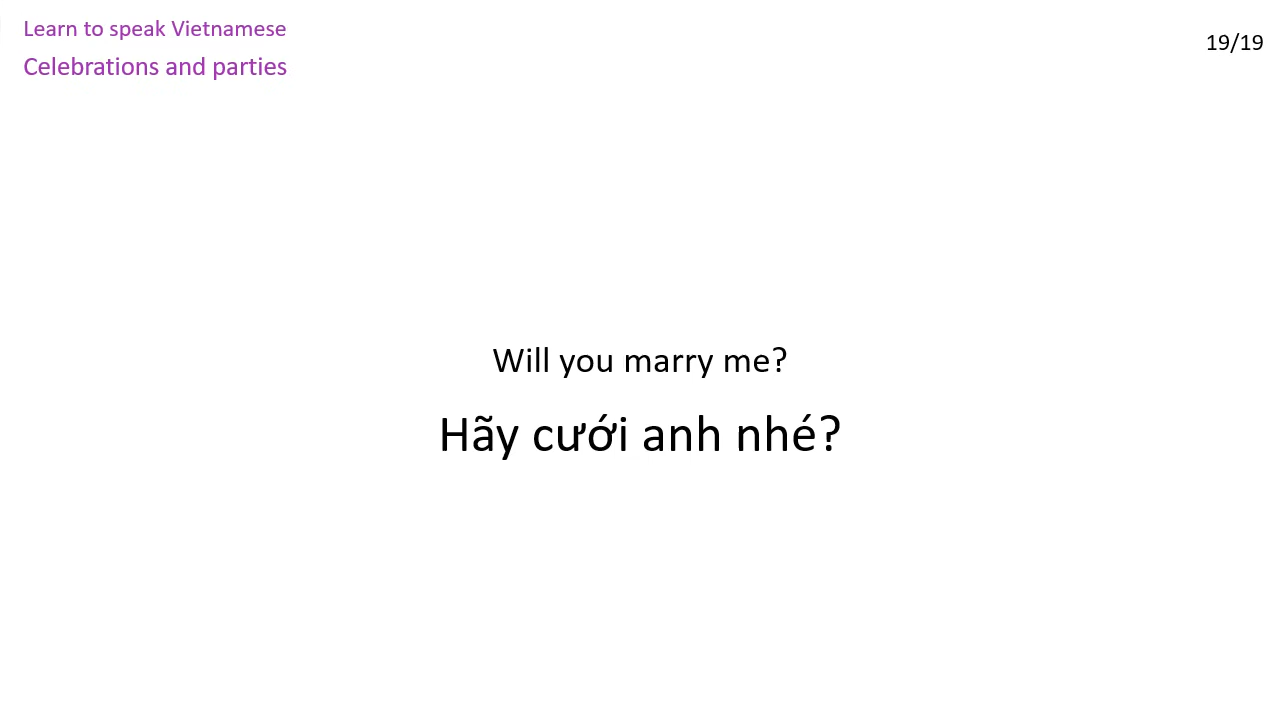 Learn to speak Vietnamese
Celebrations and parties
19/19
Will you marry me?
Hãy cưới anh nhé?